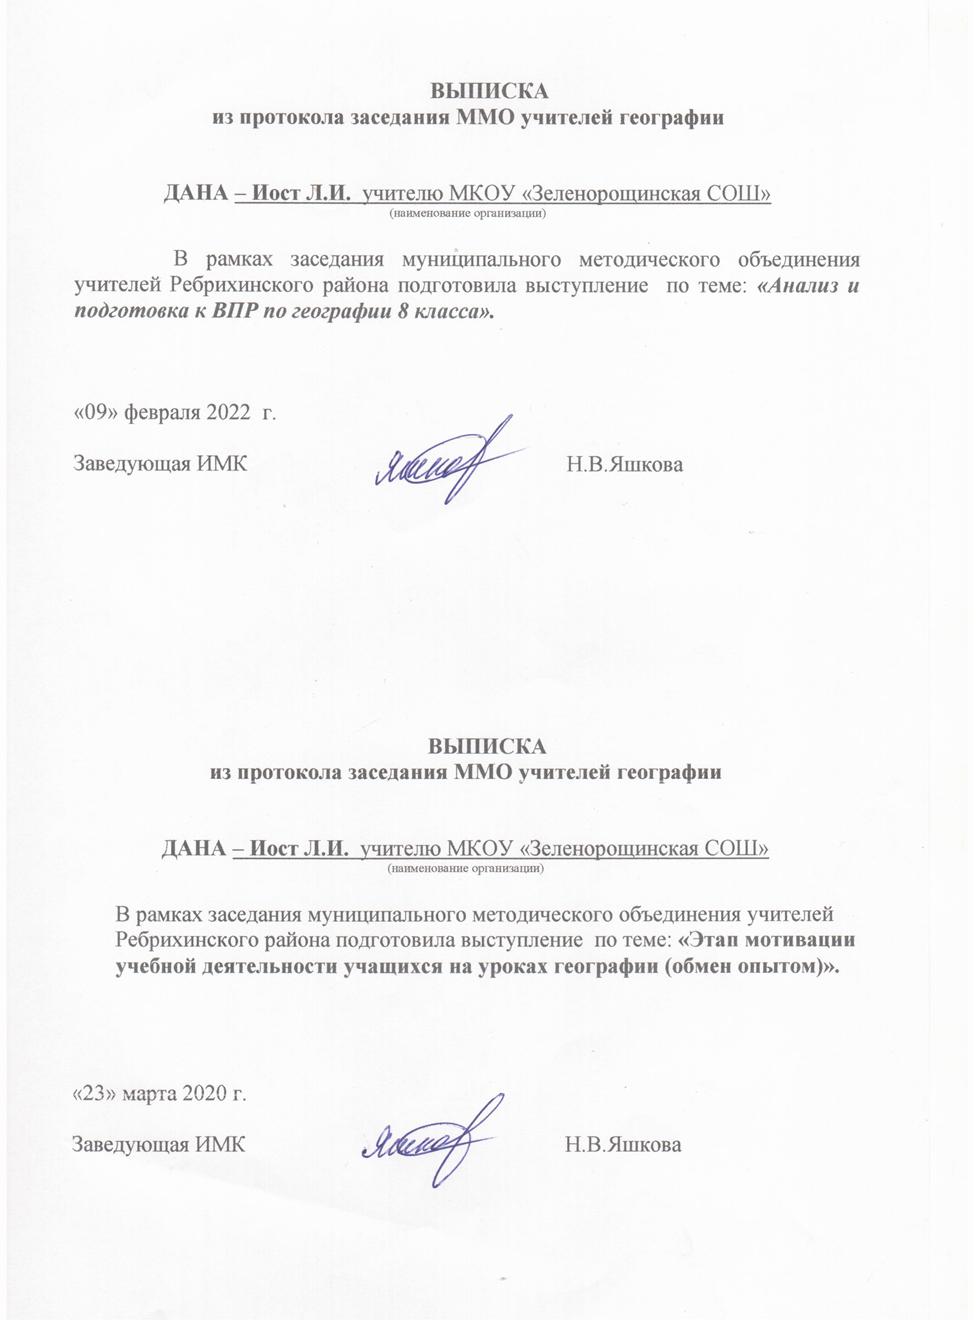 ВЫПИСКА
из протокола заседания ММО учителей географии
ДАНА – Иост Л.И.  учителю МКОУ «Зеленорощинская СОШ»
(наименование организации)
В рамках заседания муниципального методического объединения
учителей Ребрихинского района подготовила выступление  по теме: «Анализ и
подготовка к ВПР по географии 8 класса».
«09» февраля 2022  г.
Заведующая ИМК Н.В.Яшкова
ВЫПИСКА
из протокола заседания ММО учителей географии
ДАНА – Иост Л.И.  учителю МКОУ «Зеленорощинская СОШ»
(наименование организации)
В рамках заседания муниципального методического объединения учителей
Ребрихинского района подготовила выступление  по теме: «Этап мотивации
учебной деятельности учащихся на уроках географии (обмен опытом)».
«23» марта 2020 г.
Заведующая ИМК Н.В.Яшкова